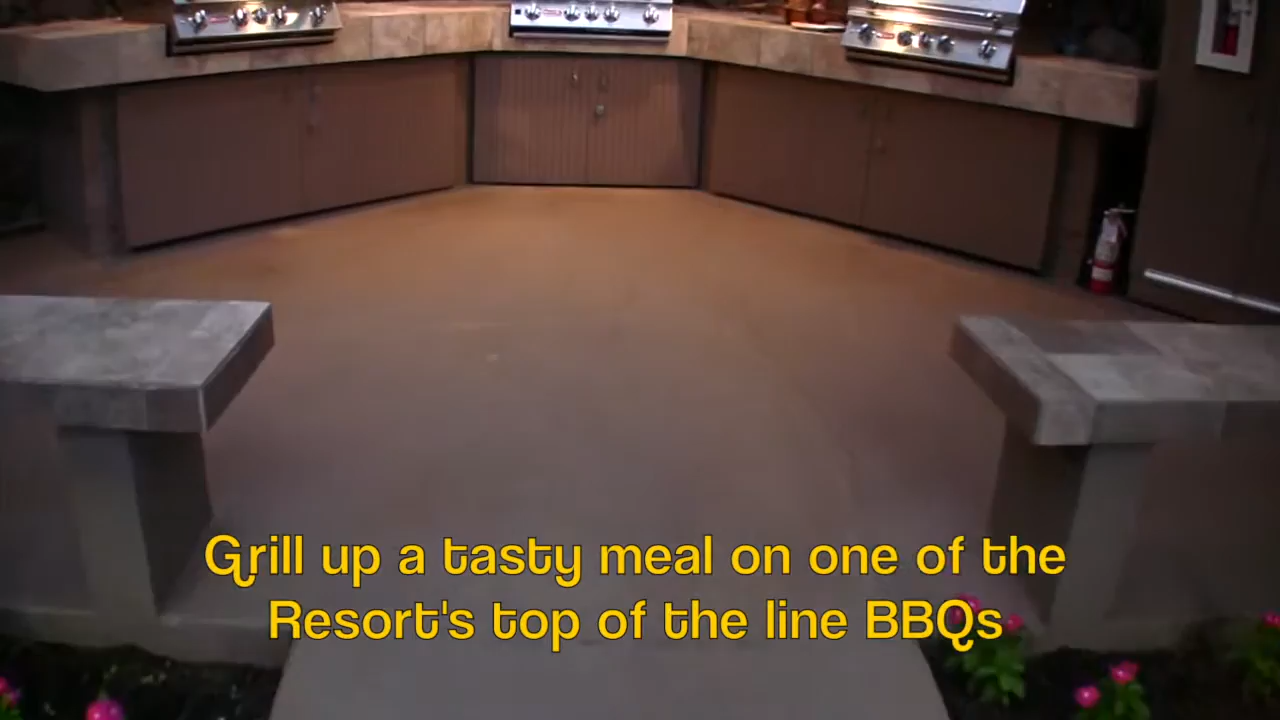 Grill up a tasty meal on one of the
Resort's top of the line BBQs